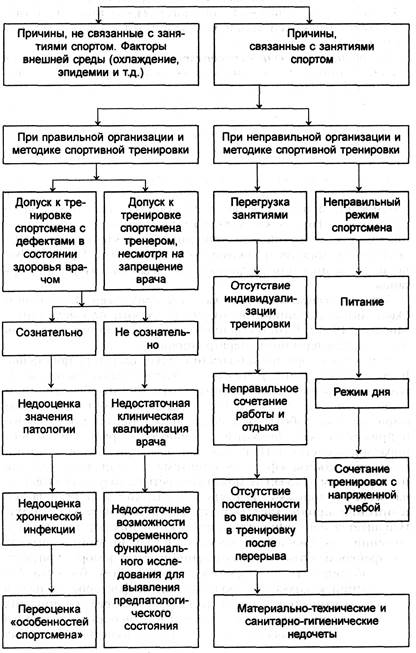 Причины, не связанные с заня-
тиями спортом. Факторы
внешней среды (охлаждение,
эпидемии и т.д.)
Причины,
связанные с занятиями
спортом
При правильной организации и
методике спортивной тренировки
При неправильной организации и
методике спортивной тренировки
Допуск к тре-
нировке
спортсмена с
дефектами в
состоянии
здоровья вра-
чом
Допуск к
тренировке
спортсмена
тренером,
несмотря на
запрещение
врача
Перегрузка
занятиями
Неправильный
режим
спортсмена
Отсутствие
индивидуали-
зации
тренировки
Питание
Сознательно
Не сознатель-
но
Недооценка
значения
патологии
Недостаточная
клиническая
квалификация
врача
Неправильное
сочетание
работы и
отдыха
Режим дня
Сочетание
тренировок с
напряженной
учебой
Недооценка
хронической
инфекции
Недостаточные
возможности
современного
функциональ-
ного иссле-
дования для
выявления
предпатологи-
ческого
состояния
Отсутствие
постепенности
во включении
в тренировку
после
перерыва
Переоценка
«особенностей
спортсмена»
Материально-технические и
санитарно-гигиенические
недочеты